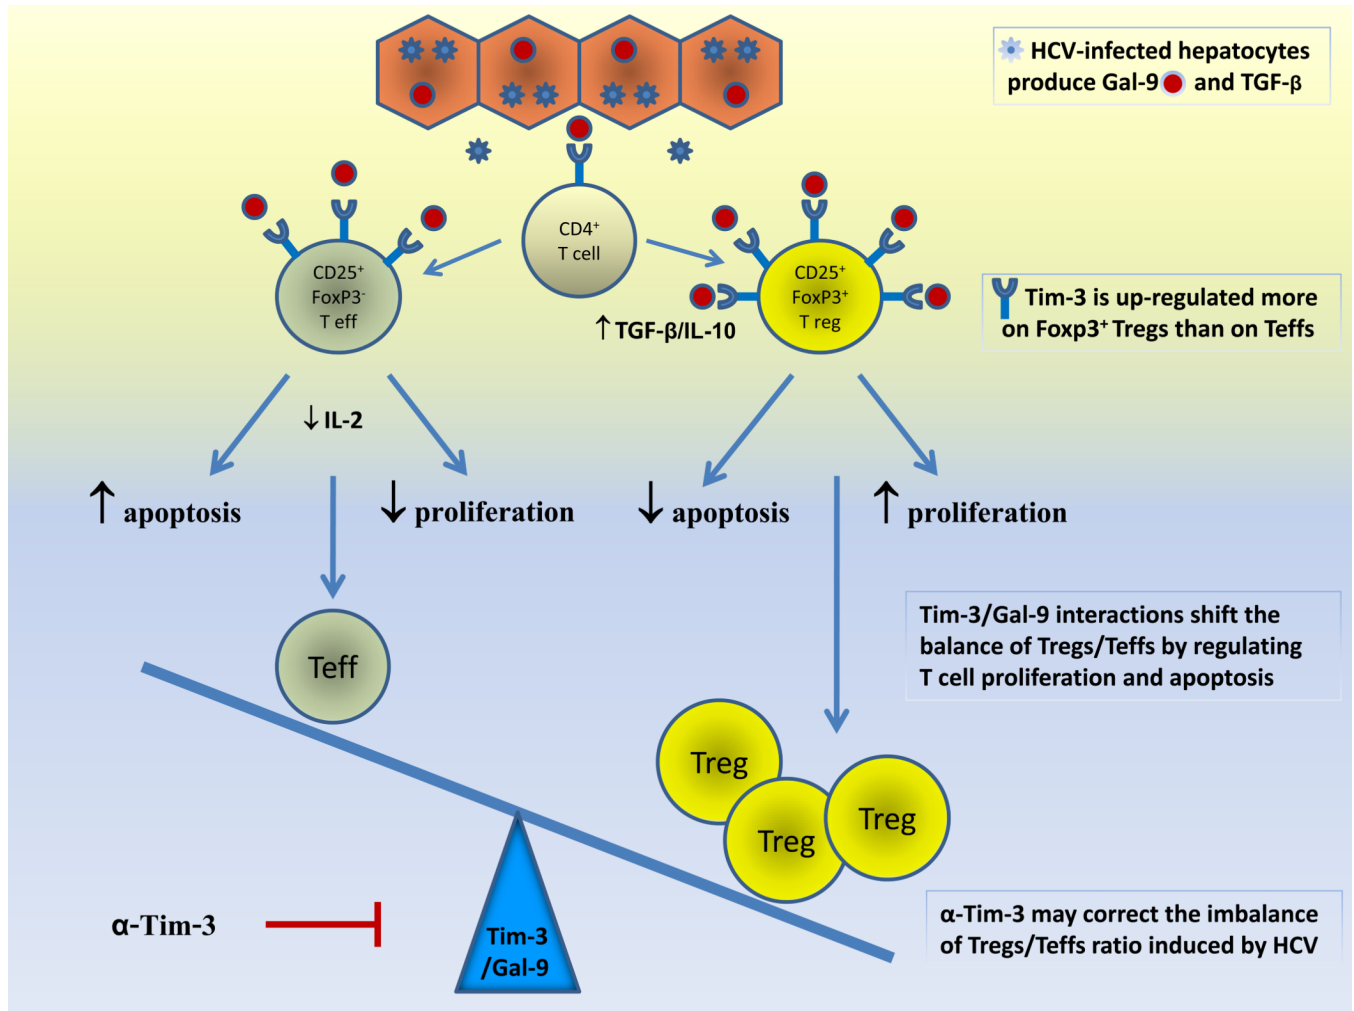 HCV-infected hepatocytes
produce Gal-9 and TGF-β
CD4⁺
T cell
CD25⁺
FoxP3⁻
T eff
CD25⁺
FoxP3⁺
T reg
↑ TGF-β/IL-10
Tim-3 is up-regulated more
on Foxp3⁺ Tregs than on Teffs
↓ IL-2
↑ apoptosis
↓ proliferation
↓ apoptosis
↑ proliferation
Tim-3/Gal-9 interactions shift the
balance of Tregs/Teffs by regulating
T cell proliferation and apoptosis
Teff
Treg
Treg
Treg
α-Tim-3
Tim-3
/Gal-9
α-Tim-3 may correct the imbalance
of Tregs/Teffs ratio induced by HCV